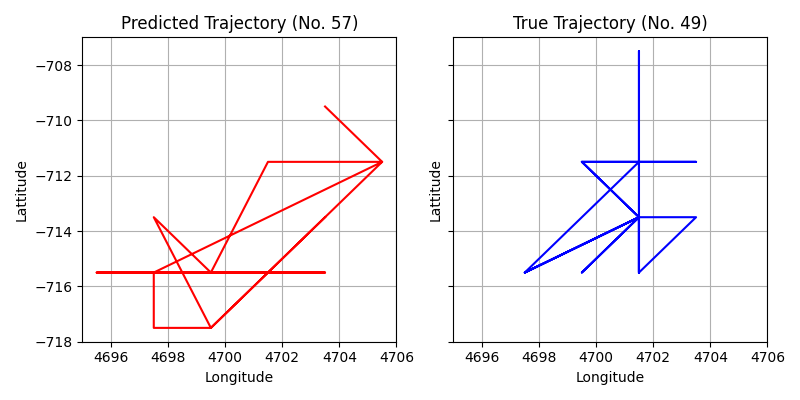 Predicted Trajectory (No. 57)
True Trajectory (No. 49)
Lattitude
−708
−710
−712
−714
−716
−718
4696 4698 4700 4702 4704 4706
Longitude
Lattitude
4696 4698 4700 4702 4704 4706
Longitude